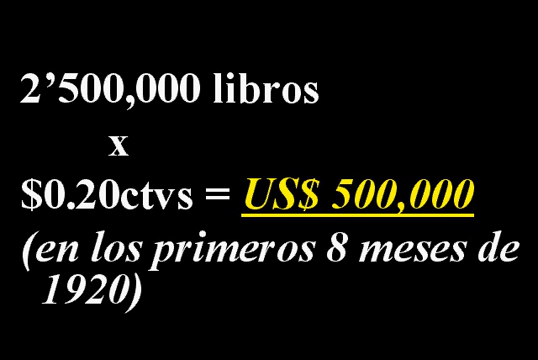 2’500,000 libros
x
$0.20ctvs = US$ 500,000
(en los primeros 8 meses de
1920)